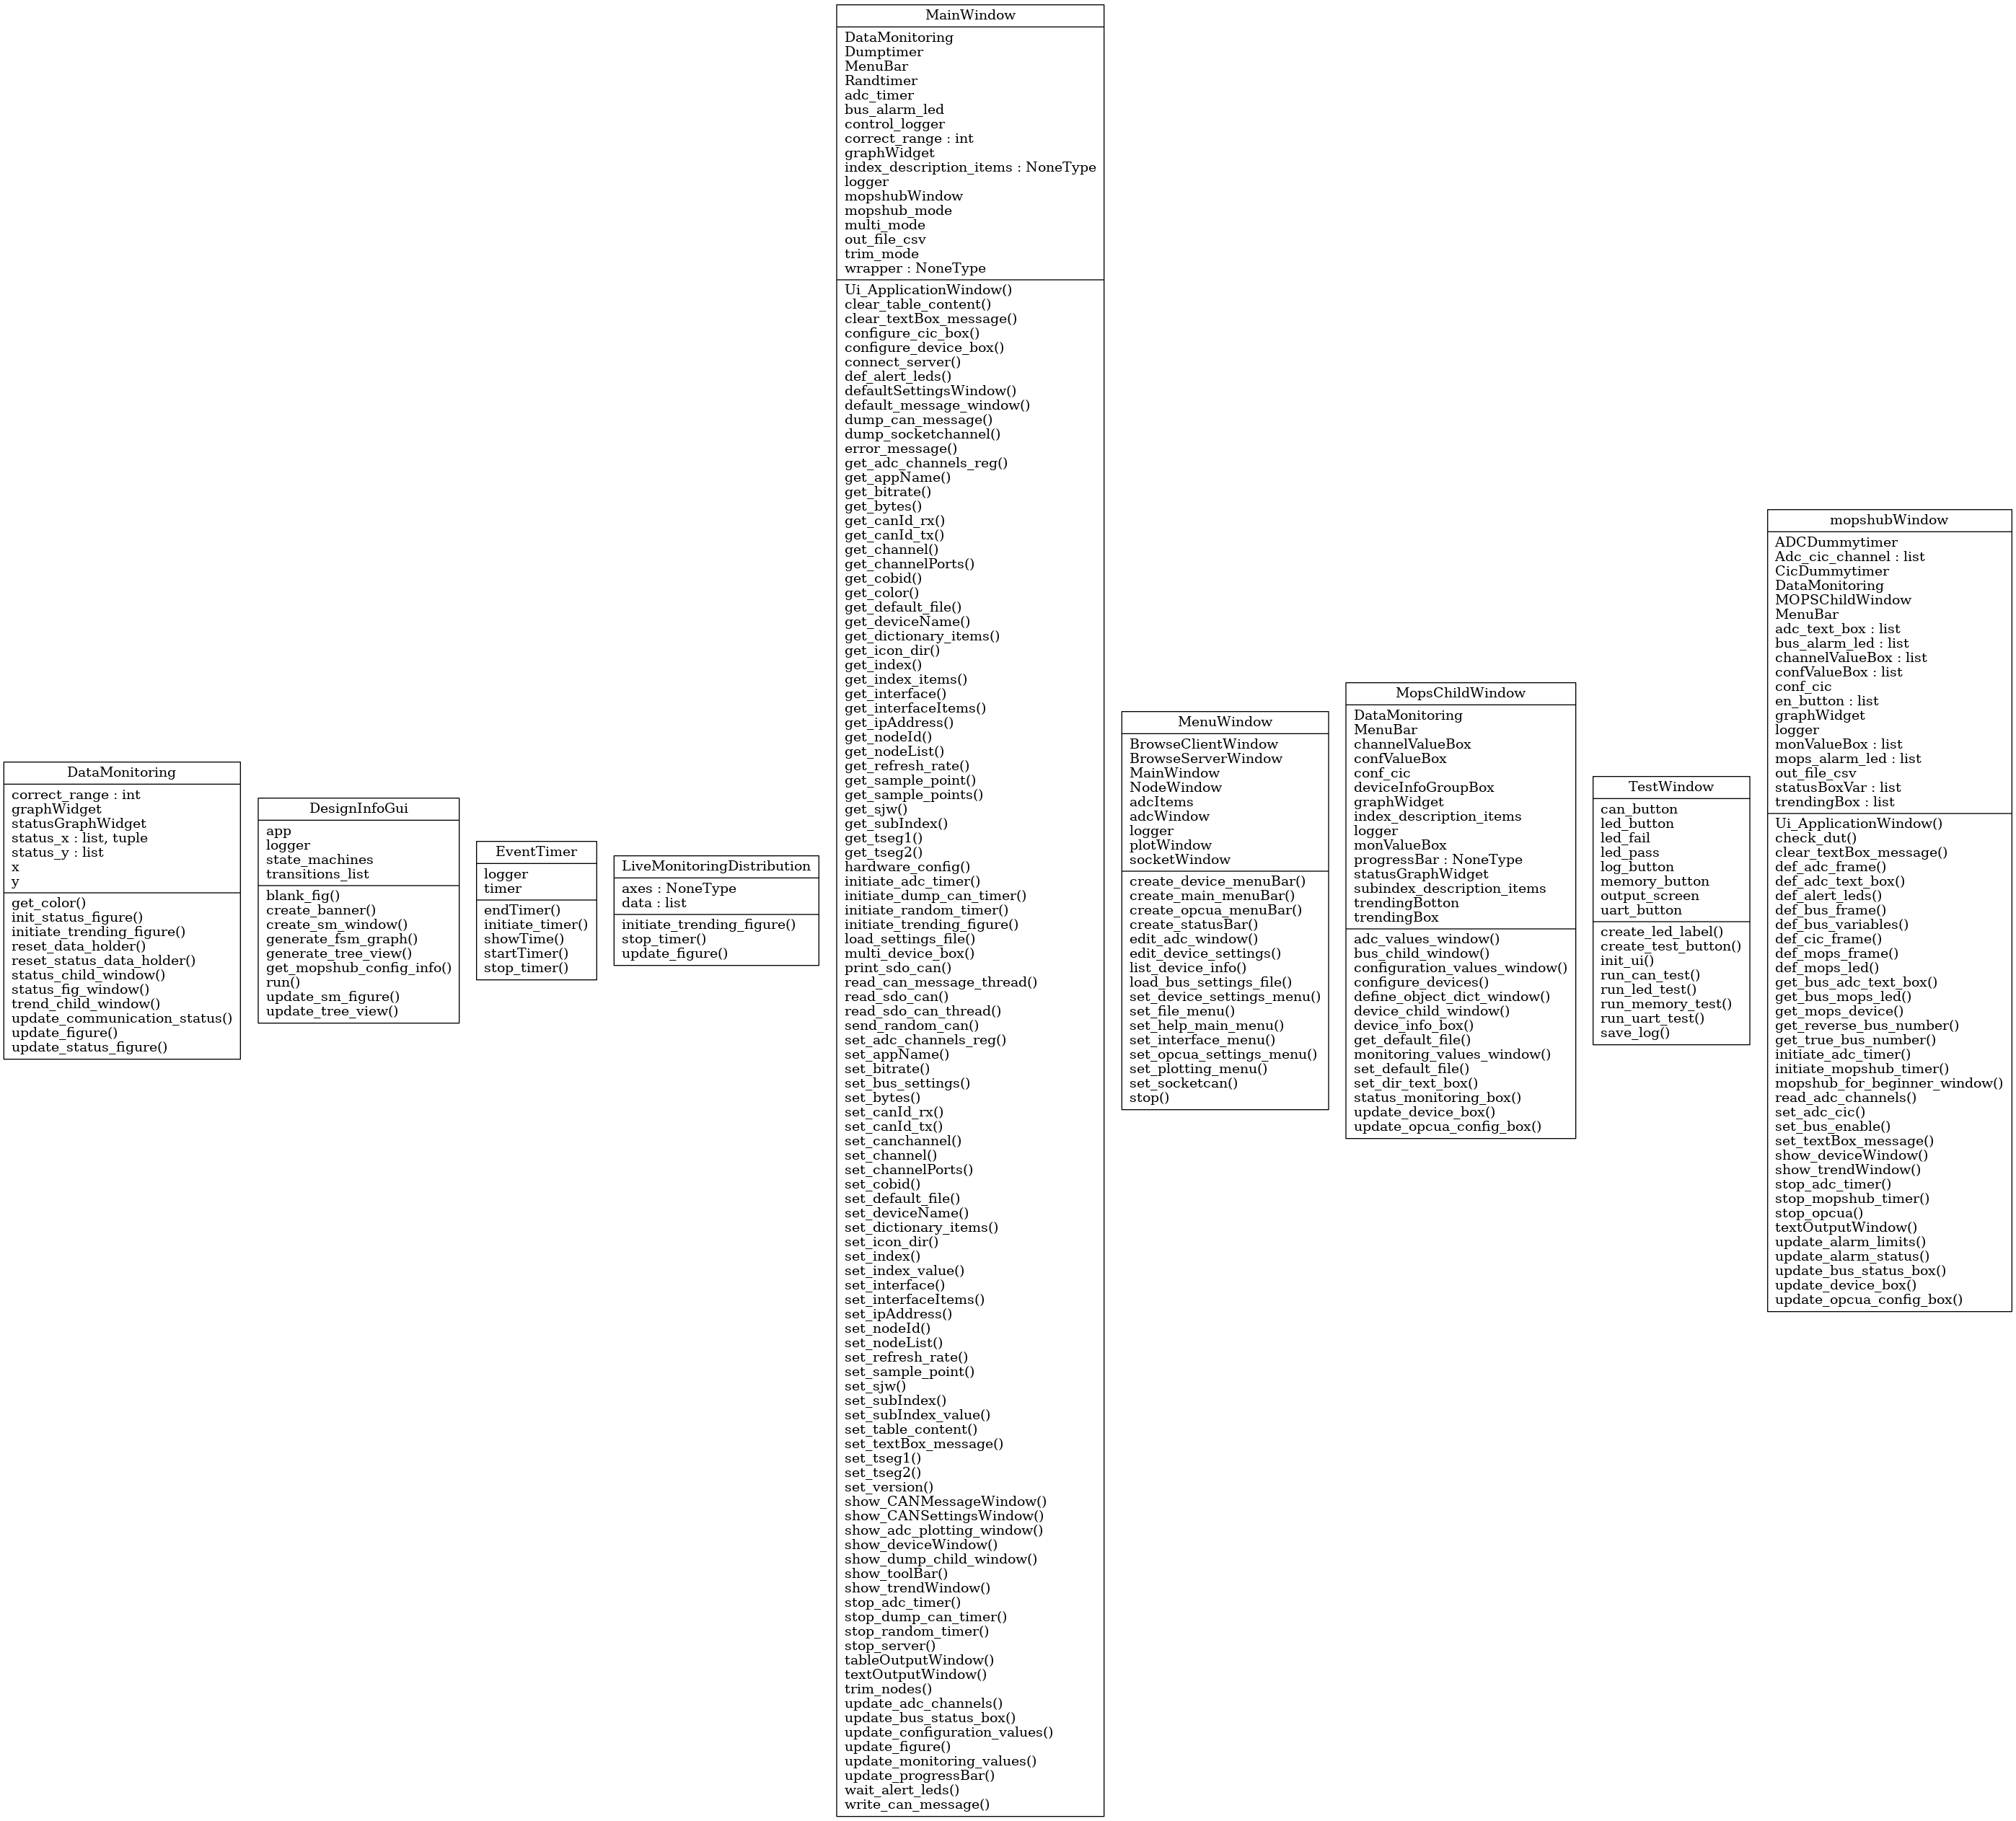 DataMonitoring
correct_range : int
graphWidget
statusGraphWidget
status_x : list, tuple
status_y : list
x
y
get_color()
init_status_figure()
initiate_trending_figure()
reset_data_holder()
reset_status_data_holder()
status_child_window()
status_fig_window()
trend_child_window()
update_communication_status()
update_figure()
update_status_figure()
DesignInfoGui
app
logger
state_machines
transitions_list
blank_fig()
create_banner()
create_sm_window()
generate_fsm_graph()
generate_tree_view()
get_mopshub_config_info()
run()
update_sm_figure()
update_tree_view()
EventTimer
logger
timer
endTimer()
initiate_timer()
showTime()
startTimer()
stop_timer()
LiveMonitoringDistribution
axes : NoneType
data : list
initiate_trending_figure()
stop_timer()
update_figure()
MainWindow
DataMonitoring
Dumptimer
MenuBar
Randtimer
adc_timer
bus_alarm_led
control_logger
correct_range : int
graphWidget
index_description_items : NoneType
logger
mopshubWindow
mopshub_mode
multi_mode
out_file_csv
trim_mode
wrapper : NoneType
Ui_ApplicationWindow()
clear_table_content()
clear_textBox_message()
configure_cic_box()
configure_device_box()
connect_server()
def_alert_leds()
defaultSettingsWindow()
default_message_window()
dump_can_message()
dump_socketchannel()
error_message()
get_adc_channels_reg()
get_appName()
get_bitrate()
get_bytes()
get_canId_rx()
get_canId_tx()
get_channel()
get_channelPorts()
get_cobid()
get_color()
get_default_file()
get_deviceName()
get_dictionary_items()
get_icon_dir()
get_index()
get_index_items()
get_interface()
get_interfaceItems()
get_ipAddress()
get_nodeId()
get_nodeList()
get_refresh_rate()
get_sample_point()
get_sample_points()
get_sjw()
get_subIndex()
get_tseg1()
get_tseg2()
hardware_config()
initiate_adc_timer()
initiate_dump_can_timer()
initiate_random_timer()
initiate_trending_figure()
load_settings_file()
multi_device_box()
print_sdo_can()
read_can_message_thread()
read_sdo_can()
read_sdo_can_thread()
send_random_can()
set_adc_channels_reg()
set_appName()
set_bitrate()
set_bus_settings()
set_bytes()
set_canId_rx()
set_canId_tx()
set_canchannel()
set_channel()
set_channelPorts()
set_cobid()
set_default_file()
set_deviceName()
set_dictionary_items()
set_icon_dir()
set_index()
set_index_value()
set_interface()
set_interfaceItems()
set_ipAddress()
set_nodeId()
set_nodeList()
set_refresh_rate()
set_sample_point()
set_sjw()
set_subIndex()
set_subIndex_value()
set_table_content()
set_textBox_message()
set_tseg1()
set_tseg2()
set_version()
show_CANMessageWindow()
show_CANSettingsWindow()
show_adc_plotting_window()
show_deviceWindow()
show_dump_child_window()
show_toolBar()
show_trendWindow()
stop_adc_timer()
stop_dump_can_timer()
stop_random_timer()
stop_server()
tableOutputWindow()
textOutputWindow()
trim_nodes()
update_adc_channels()
update_bus_status_box()
update_configuration_values()
update_figure()
update_monitoring_values()
update_progressBar()
wait_alert_leds()
write_can_message()
MenuWindow
BrowseClientWindow
BrowseServerWindow
MainWindow
NodeWindow
adcItems
adcWindow
logger
plotWindow
socketWindow
create_device_menuBar()
create_main_menuBar()
create_opcua_menuBar()
create_statusBar()
edit_adc_window()
edit_device_settings()
list_device_info()
load_bus_settings_file()
set_device_settings_menu()
set_file_menu()
set_help_main_menu()
set_interface_menu()
set_opcua_settings_menu()
set_plotting_menu()
set_socketcan()
stop()
MopsChildWindow
DataMonitoring
MenuBar
channelValueBox
confValueBox
conf_cic
deviceInfoGroupBox
graphWidget
index_description_items
logger
monValueBox
progressBar : NoneType
statusGraphWidget
subindex_description_items
trendingBotton
trendingBox
adc_values_window()
bus_child_window()
configuration_values_window()
configure_devices()
define_object_dict_window()
device_child_window()
device_info_box()
get_default_file()
monitoring_values_window()
set_default_file()
set_dir_text_box()
status_monitoring_box()
update_device_box()
update_opcua_config_box()
TestWindow
can_button
led_button
led_fail
led_pass
log_button
memory_button
output_screen
uart_button
create_led_label()
create_test_button()
init_ui()
run_can_test()
run_led_test()
run_memory_test()
run_uart_test()
save_log()
mopshubWindow
ADCDummytimer
Adc_cic_channel : list
CicDummytimer
DataMonitoring
MOPSChildWindow
MenuBar
adc_text_box : list
bus_alarm_led : list
channelValueBox : list
confValueBox : list
conf_cic
en_button : list
graphWidget
logger
monValueBox : list
mops_alarm_led : list
out_file_csv
statusBoxVar : list
trendingBox : list
Ui_ApplicationWindow()
check_dut()
clear_textBox_message()
def_adc_frame()
def_adc_text_box()
def_alert_leds()
def_bus_frame()
def_bus_variables()
def_cic_frame()
def_mops_frame()
def_mops_led()
get_bus_adc_text_box()
get_bus_mops_led()
get_mops_device()
get_reverse_bus_number()
get_true_bus_number()
initiate_adc_timer()
initiate_mopshub_timer()
mopshub_for_beginner_window()
read_adc_channels()
set_adc_cic()
set_bus_enable()
set_textBox_message()
show_deviceWindow()
show_trendWindow()
stop_adc_timer()
stop_mopshub_timer()
stop_opcua()
textOutputWindow()
update_alarm_limits()
update_alarm_status()
update_bus_status_box()
update_device_box()
update_opcua_config_box()